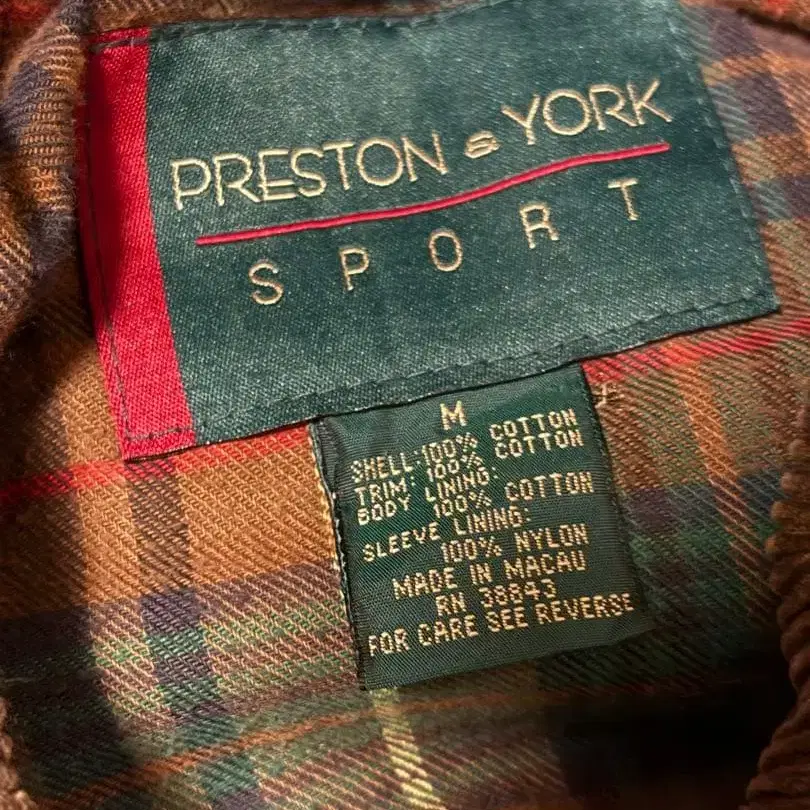 PRESTON & YORK
SPORT
M
SHELL: 100% COTTON
TRIM: 100% COTTON
BODY LINING:
100% COTTON
SLEEVE LINING:
100% NYLON
MADE IN MACAU
RN 38843
FOR CARE SEE REVERSE